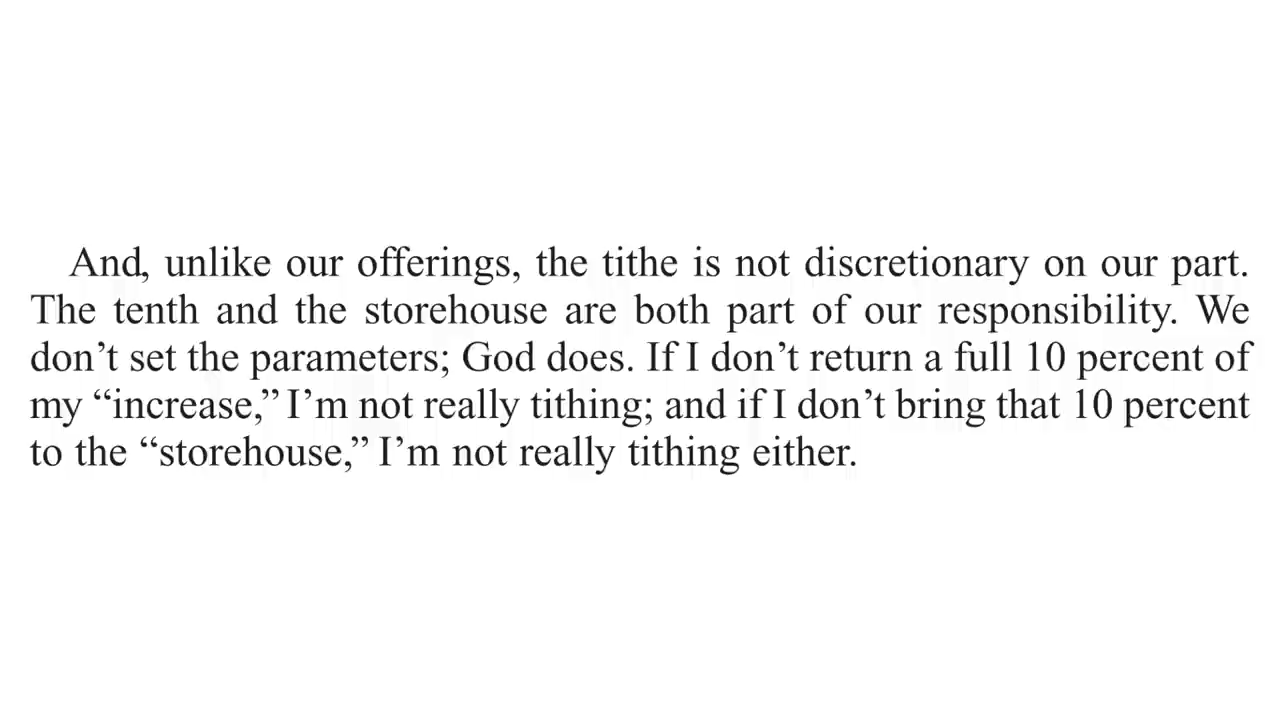 And, unlike our offerings, the tithe is not discretionary on our part.
The tenth and the storehouse are both part of our responsibility. We
don’t set the parameters; God does. If I don’t return a full 10 percent of
my “increase,” I’m not really tithing; and if I don’t bring that 10 percent
to the “storehouse,” I’m not really tithing either.